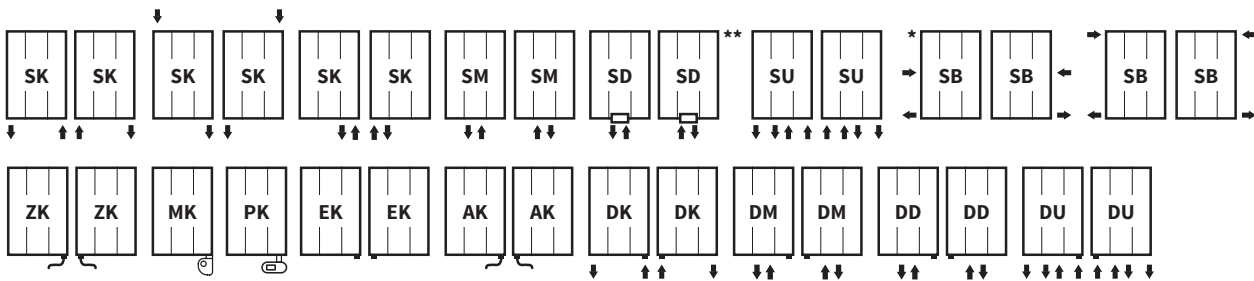 SK SK SK SK SK SK SM SM SD SD ** SU SU * SB SB SB SB
ZK ZK MK PK EK EK AK AK DK DK DM DM DD DD DU DU